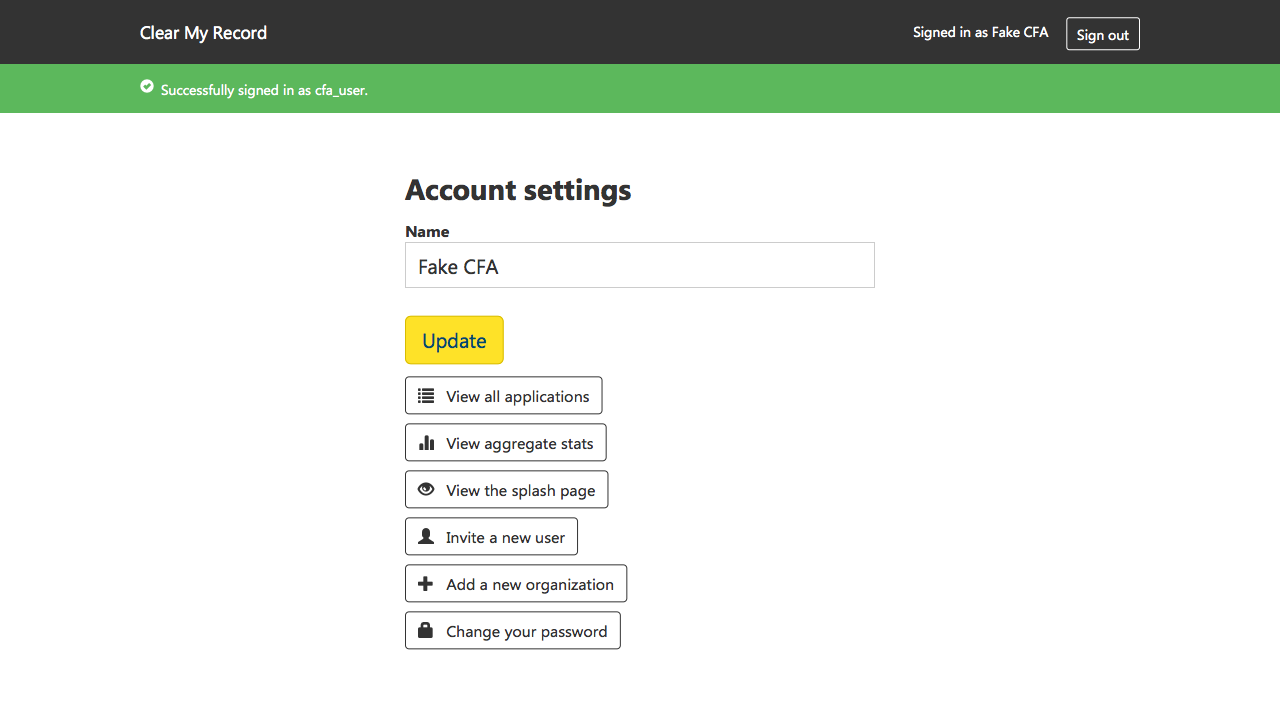 Clear My Record
Signed in as Fake CFA
Sign out
Successfully signed in as cfa_user.
Account settings
Name
Fake CFA
Update
View all applications
View aggregate stats
View the splash page
Invite a new user
Add a new organization
Change your password